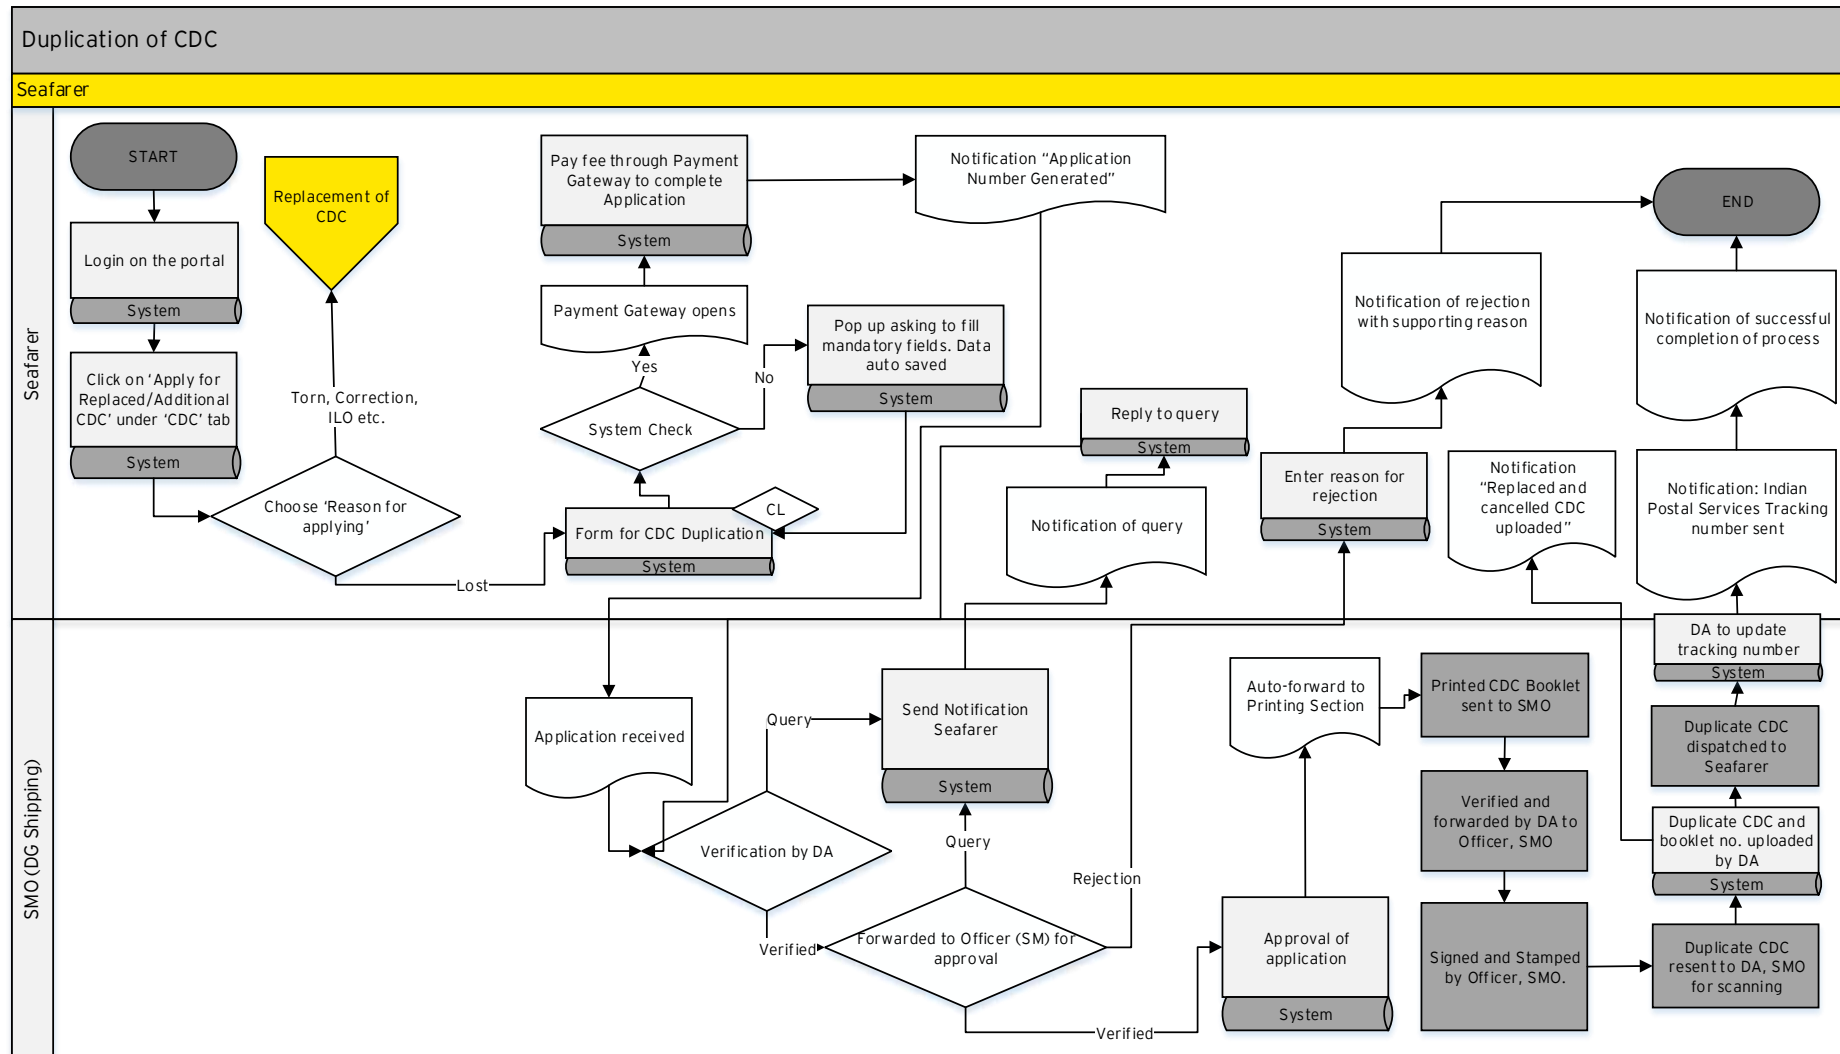 Duplication of CDC
Seafarer
Seafarer
START
Login on the portal
System
Click on ‘Apply for
Replaced/Additional
CDC’ under ‘CDC’ tab
System
Replacement of
CDC
Torn, Correction,
ILO etc.
Choose ‘Reason for
applying’
Lost
Pay fee through Payment
Gateway to complete
Application
System
Payment Gateway opens
Yes
System Check
No
Pop up asking to fill
mandatory fields. Data
auto saved
System
CL
Form for CDC Duplication
System
Notification “Application
Number Generated”
Reply to query
System
Notification of query
Notification of rejection
with supporting reason
Enter reason for
rejection
System
Notification
“Replaced and
cancelled CDC
uploaded”
END
Notification of successful
completion of process
Notification: Indian
Postal Services Tracking
number sent
SMO (DG Shipping)
Application received
Verification by DA
Query
Verified
Send Notification
Seafarer
System
Query
Forwarded to Officer (SM) for
approval
Rejection
Verified
Approval of
application
System
Auto-forward to
Printing Section
Printed CDC Booklet
sent to SMO
Verified and
forwarded by DA to
Officer, SMO
Signed and Stamped
by Officer, SMO.
DA to update
tracking number
System
Duplicate CDC
dispatched to
Seafarer
Duplicate CDC and
booklet no. uploaded
by DA
System
Duplicate CDC
resent to DA, SMO
for scanning